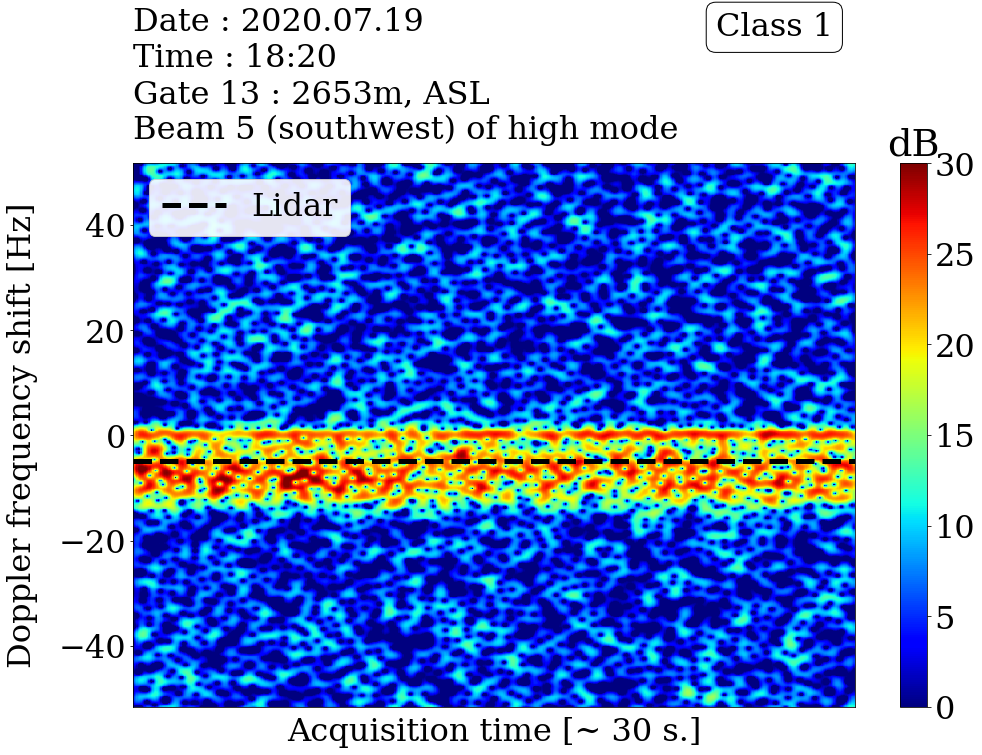 Date : 2020.07.19
Time : 18:20
Gate 13 : 2653m, ASL
Beam 5 (southwest) of high mode
Class 1
dB
Lidar
Doppler frequency shift [Hz]
40
20
0
−20
−40
30
25
20
15
10
5
0
Acquisition time [~ 30 s.]